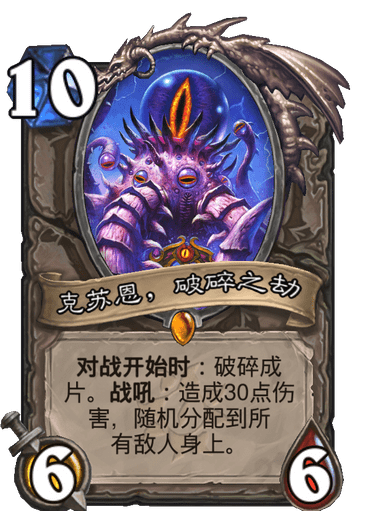 10
克苏恩，破碎之劫
对战开始时：破碎成
片。战吼：造成30点伤
害，随机分配到所
有敌人身上。
6
6